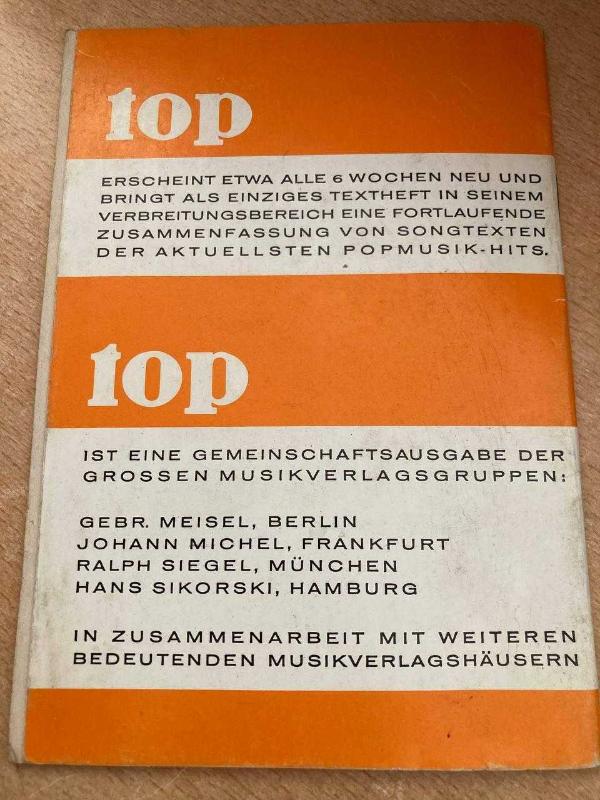 top
ERSCHEINT ETWA ALLE 6 WOCHEN NEU UND
BRINGT ALS EINZIGES TEXTHEFT IN SEINEM
VERBREITUNGSBEREICH EINE FORTLAUFENDE
ZUSAMMENFASSUNG VON SONGTEXTEN
DER AKTUELLSTEN POPMUSIK-HITS.
top
IST EINE GEMEINSCHAFTSAUSGABE DER
GROSSEN MUSIKVERLAGSGRUPPEN:
GEBR. MEISEL, BERLIN
JOHANN MICHEL, FRANKFURT
RALPH SIEGEL, MÜNCHEN
HANS SIKORSKI, HAMBURG
IN ZUSAMMENARBEIT MIT WEITEREN
BEDEUTENDEN MUSIKVERLAGSHÄUSERN